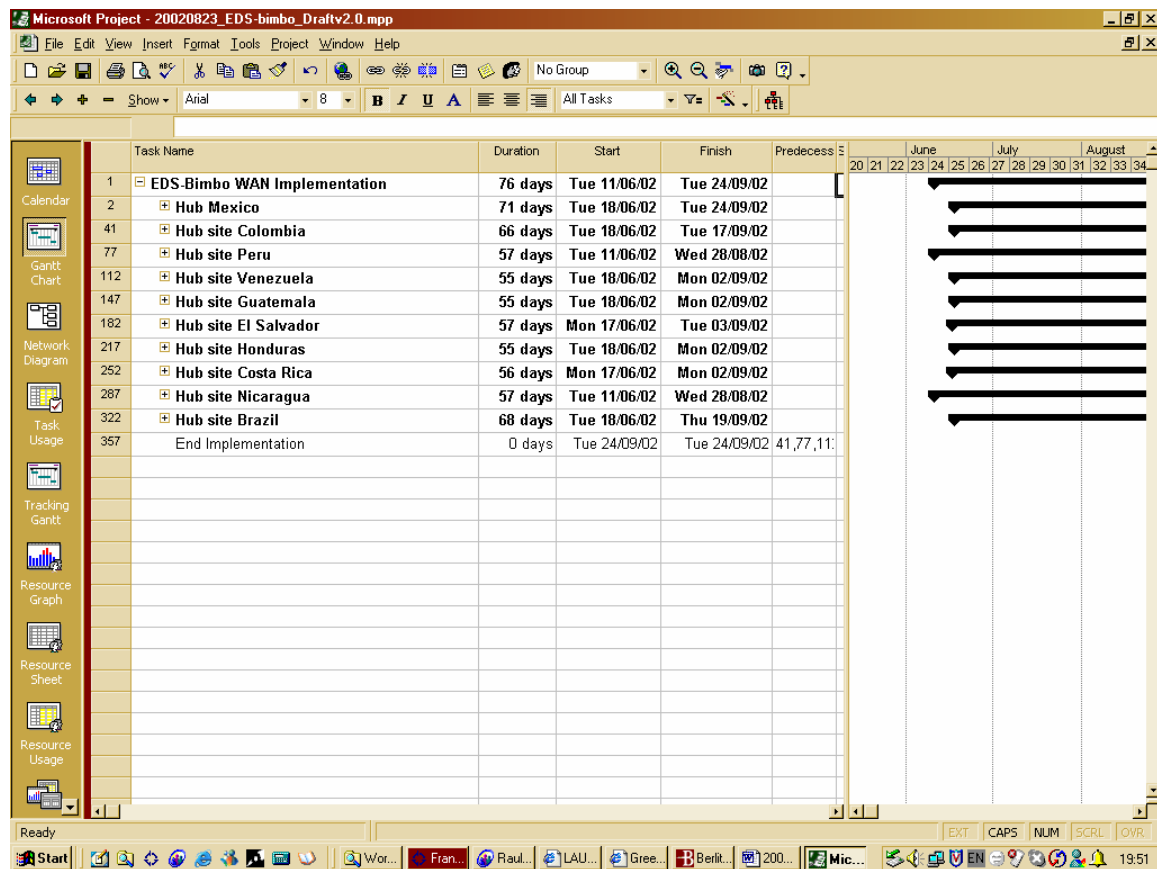 Microsoft Project - 20020823_EDS-bimbo_Draftv2.0.mpp
File Edit View Insert Format Tools Project Window Help
No Group
Show Arial 8 B I U A All Tasks
Task Name Duration Start Finish Predecess S June July August
20 21 22 23 24 25 26 27 28 29 30 31 32 33 34
1 EDS-Bimbo WAN Implementation 76 days Tue 11/06/02 Tue 24/09/02
2 Hub Mexico 71 days Tue 18/06/02 Tue 24/09/02
41 Hub site Colombia 66 days Tue 18/06/02 Tue 17/09/02
77 Hub site Peru 57 days Tue 11/06/02 Wed 28/08/02
112 Hub site Venezuela 55 days Tue 18/06/02 Mon 02/09/02
147 Hub site Guatemala 55 days Tue 18/06/02 Mon 02/09/02
182 Hub site El Salvador 57 days Mon 17/06/02 Tue 03/09/02
217 Hub site Honduras 55 days Tue 18/06/02 Mon 02/09/02
252 Hub site Costa Rica 56 days Mon 17/06/02 Mon 02/09/02
287 Hub site Nicaragua 57 days Tue 11/06/02 Wed 28/08/02
322 Hub site Brazil 68 days Tue 18/06/02 Thu 19/09/02
357 End Implementation 0 days Tue 24/09/02 Tue 24/09/02 41,77,11
Calendar
Gantt
Chart
Network
Diagram
Task
Usage
Tracking
Gantt
Resource
Graph
Resource
Sheet
Resource
Usage
Ready EXT CAPS NUM SCRL OVR
Start Wor... Fran... Raul... LAU... Gree... Berlit... 200... Mic... EN 19:51